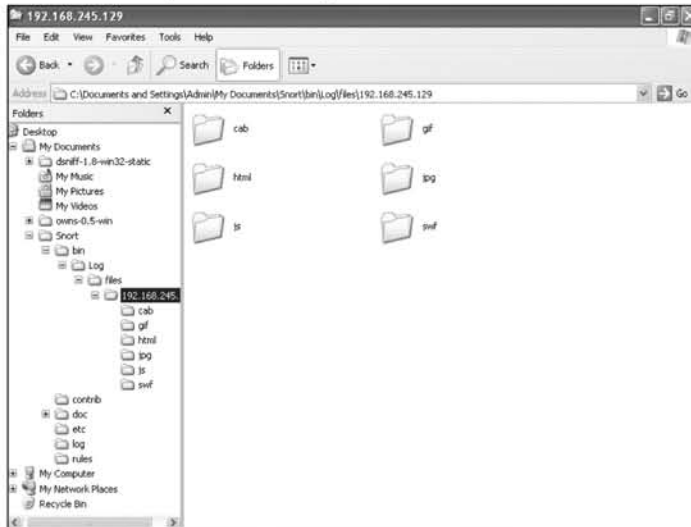 192.168.245.129
File Edit View Favorites Tools Help
Back Search Folders
Address C:\Documents and Settings\Admin\My Documents\Snort\bin\Log\files\192.168.245.129 Go
Folders
Desktop
My Documents
dsniff-1.8-win32-static
My Music
My Pictures
My Videos
owns-0.5-win
Snort
bin
Log
files
192.168.245.
cab
gif
html
jpg
js
swf
contrib
doc
etc
log
rules
My Computer
My Network Places
Recycle Bin
cab gif
html jpg
js swf